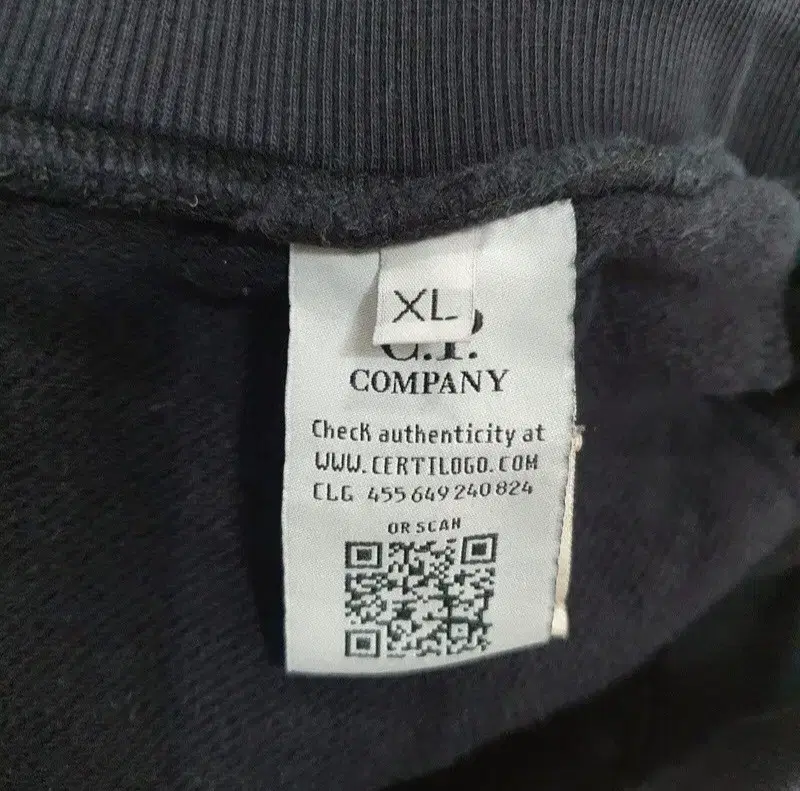 XL
C.P.
COMPANY
Check authenticity at
WWW.CERTILOGO.COM
CLG 455 649 240 824
OR SCAN